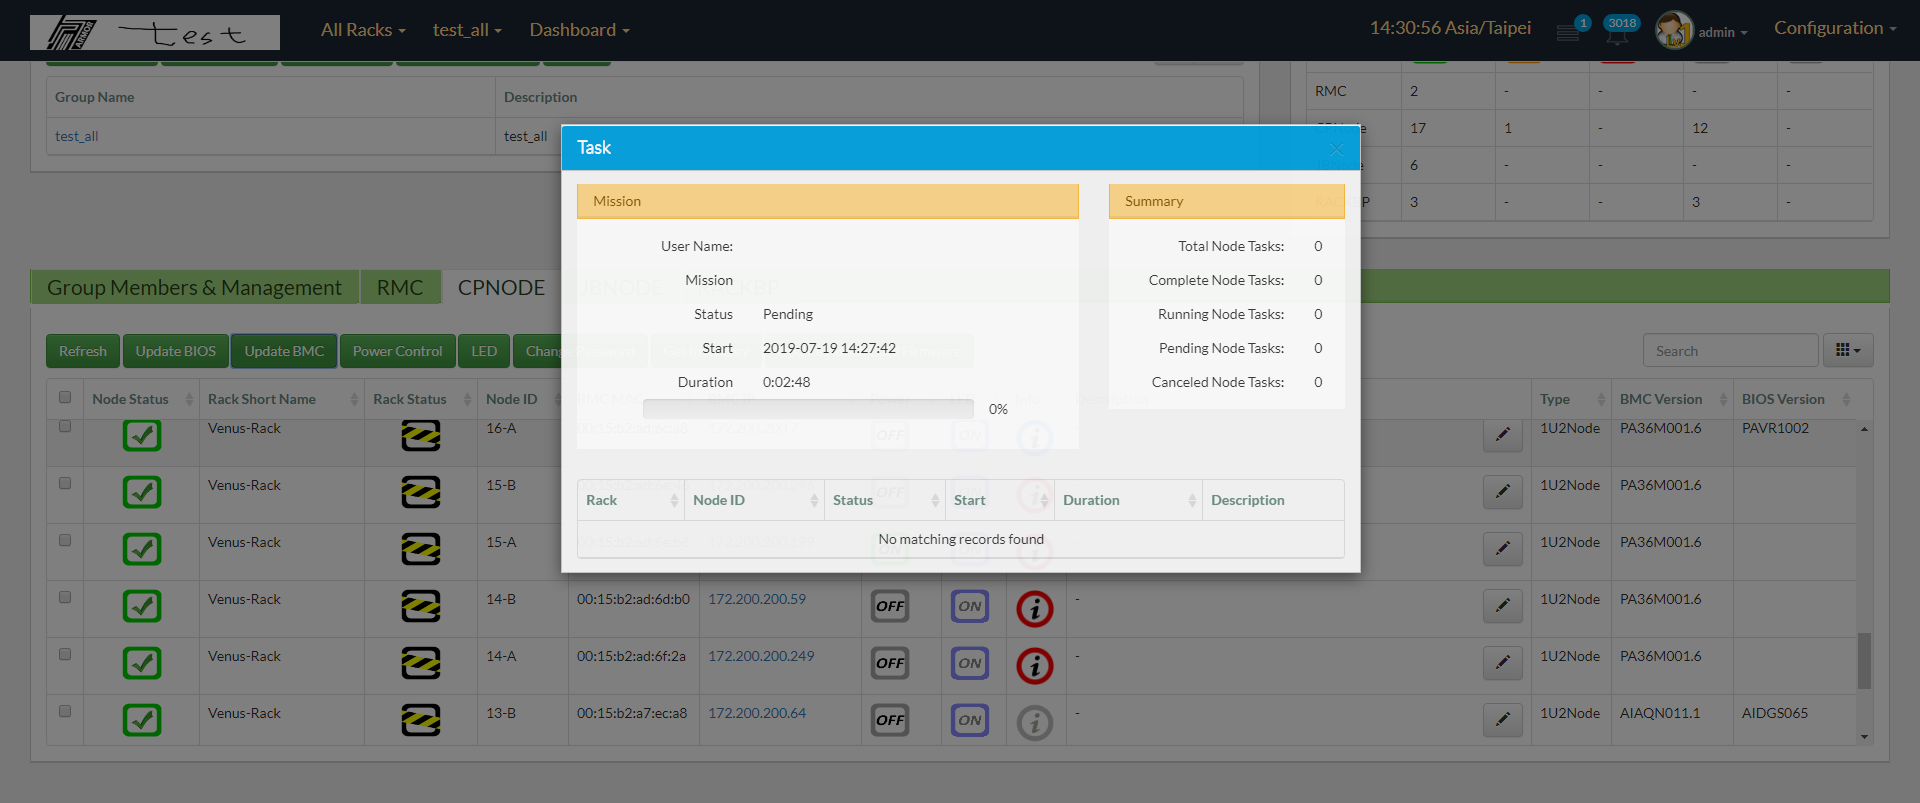 ARMOR test All Racks test_all Dashboard 14:30:56 Asia/Taipei 1 3018 admin Configuration
Group Name Description
test_all test_all
RMC 2 - - - -
CPNode 17 1 - 12 -
6 - - - -
3 - - 3 -
Task ×
Mission
User Name:
Mission
Status Pending
Start 2019-07-19 14:27:42
Duration 0:02:48
0%
Summary
Total Node Tasks: 0
Complete Node Tasks: 0
Running Node Tasks: 0
Pending Node Tasks: 0
Canceled Node Tasks: 0
Rack Node ID Status Start Duration Description
No matching records found
Group Members & Management RMC CPNODE
Refresh Update BIOS Update BMC Power Control LED Search
Node Status Rack Short Name Rack Status Node ID Type BMC Version BIOS Version
Venus-Rack 16-A OFF ON 1U2Node PA36M001.6 PAVR1002
Venus-Rack 15-B 1U2Node PA36M001.6
Venus-Rack 15-A 1U2Node PA36M001.6
Venus-Rack 14-B 00:15:b2:ad:6d:b0 172.200.200.59 OFF ON i - 1U2Node PA36M001.6
Venus-Rack 14-A 00:15:b2:ad:6f:2a 172.200.200.249 OFF ON i - 1U2Node PA36M001.6
Venus-Rack 13-B 00:15:b2:a7:ec:a8 172.200.200.64 OFF ON i - 1U2Node AIAQN011.1 AIDGS065